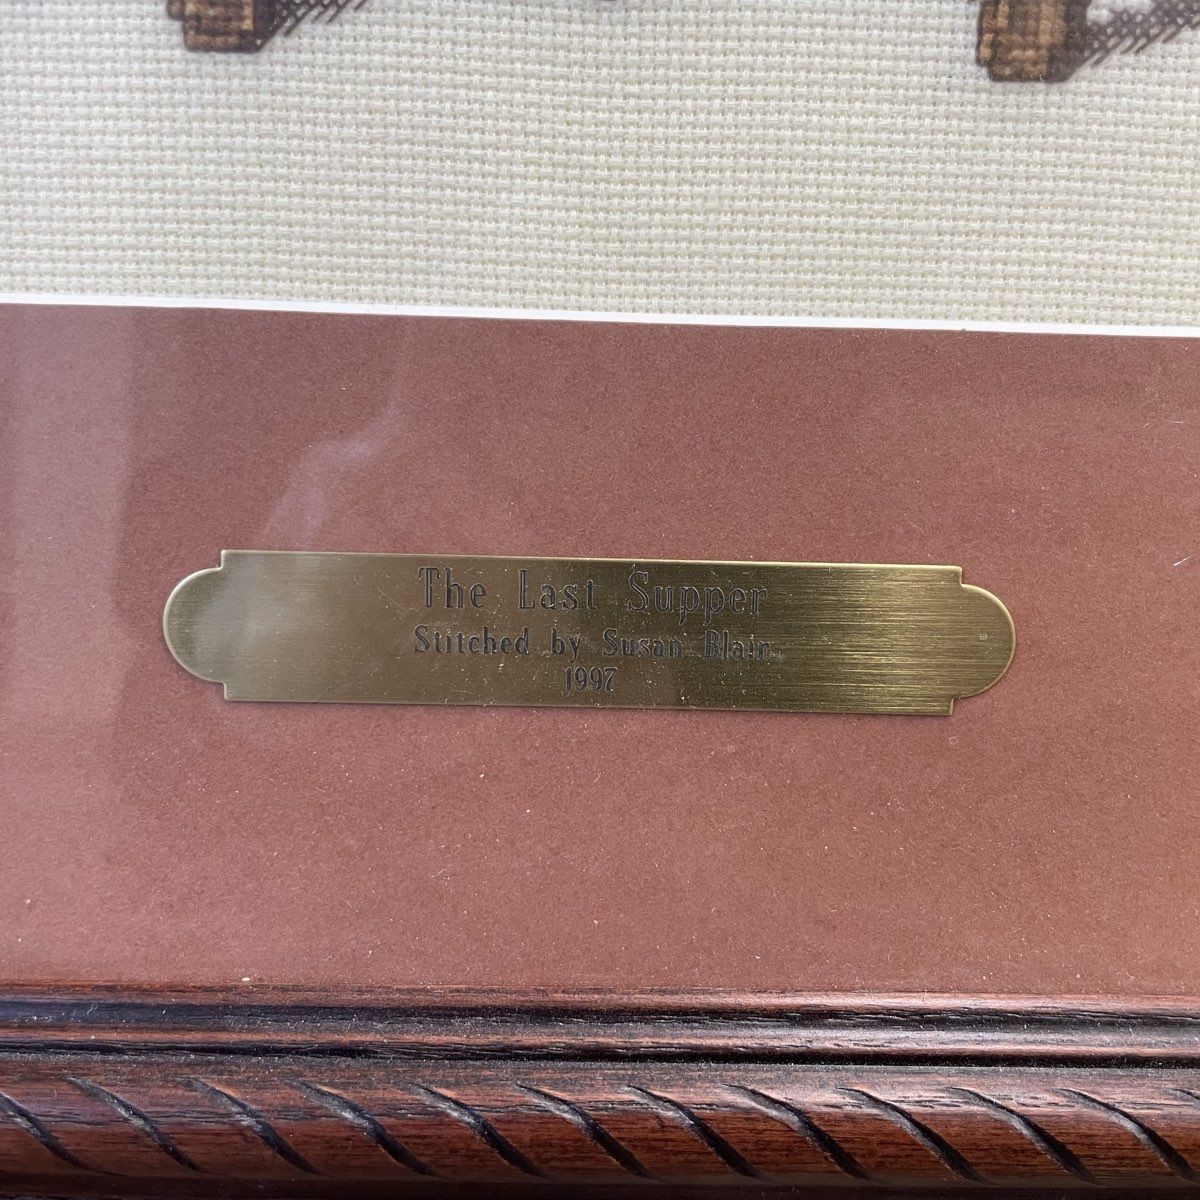 The Last Supper
Stitched by Susan Blair
1997